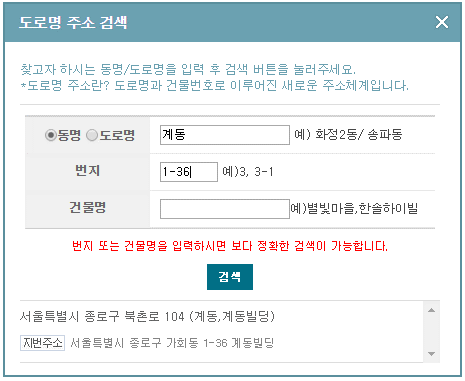 도로명 주소 검색
찾고자 하시는 동명/도로명을 입력 후 검색 버튼을 눌러주세요.
*도로명 주소란? 도로명과 건물번호로 이루어진 새로운 주소체계입니다.
동명 도로명 계동 예) 화정2동/ 송파동
번지 1-36 예)3, 3-1
건물명 예)별빛마을,한솔하이빌
번지 또는 건물명을 입력하시면 보다 정확한 검색이 가능합니다.
검색
서울특별시 종로구 북촌로 104 (계동,계동빌딩)
지번주소 서울특별시 종로구 가회동 1-36 계동빌딩